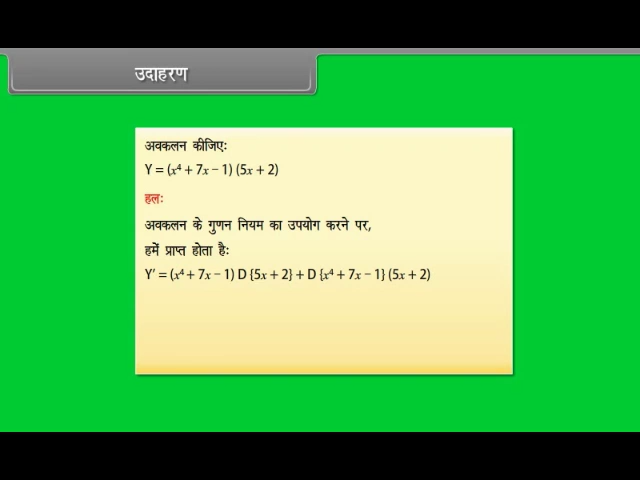 उदाहरण
अवकलन कीजिए:
Y = (x⁴ + 7x − 1) (5x + 2)
हल:
अवकलन के गुणन नियम का उपयोग करने पर,
हमें प्राप्त होता है:
Y′ = (x⁴ + 7x − 1) D {5x + 2} + D {x⁴ + 7x − 1} (5x + 2)